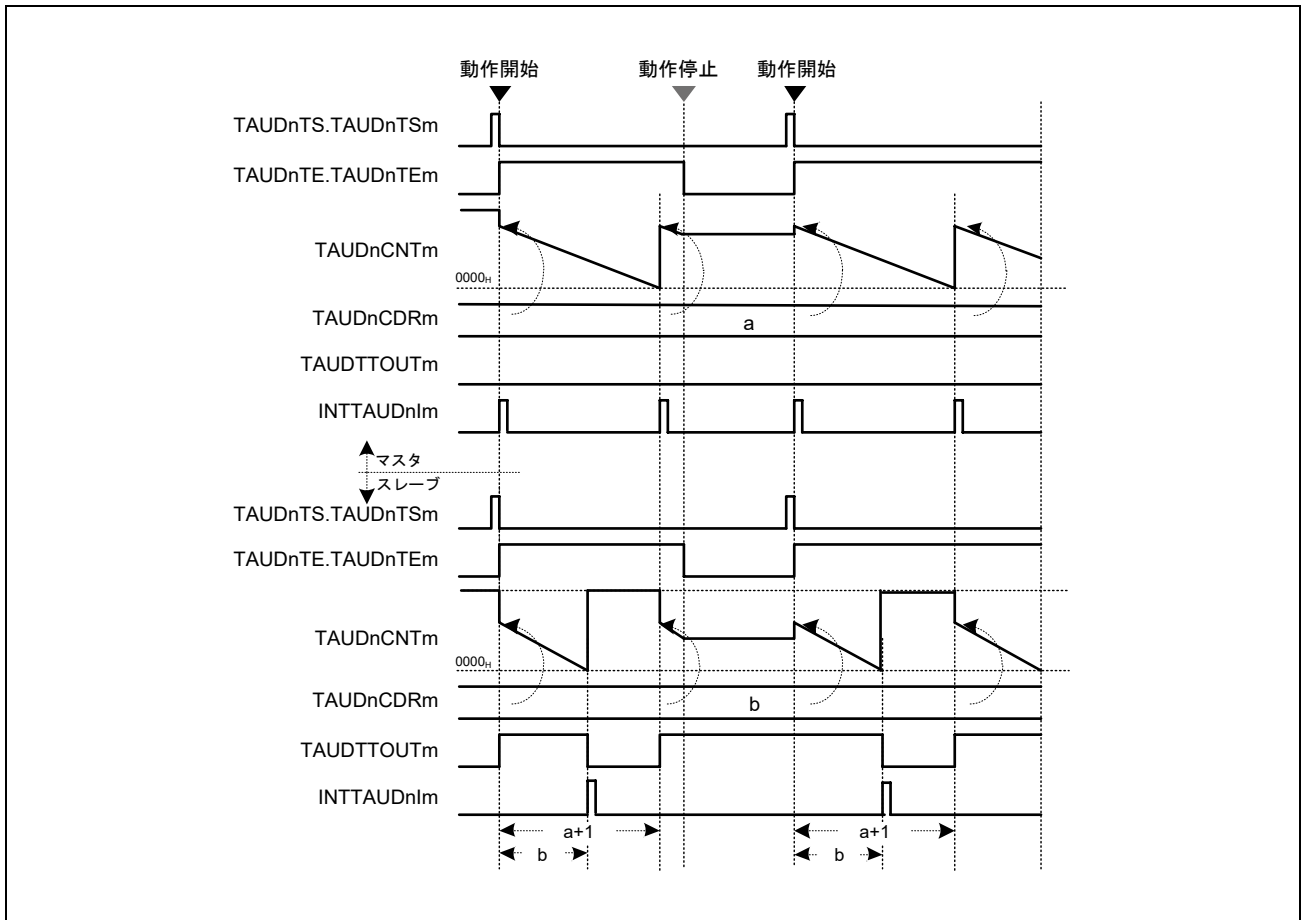 動作開始 動作停止 動作開始
TAUDnTS.TAUDnTSm
TAUDnTE.TAUDnTEm
TAUDnCNTm
0000H
TAUDnCDRm
a
TAUDTTOUTm
INTTAUDnIm
マスタ
スレーブ
TAUDnTS.TAUDnTSm
TAUDnTE.TAUDnTEm
TAUDnCNTm
0000H
TAUDnCDRm
b
TAUDTTOUTm
INTTAUDnIm
a+1 a+1
b b